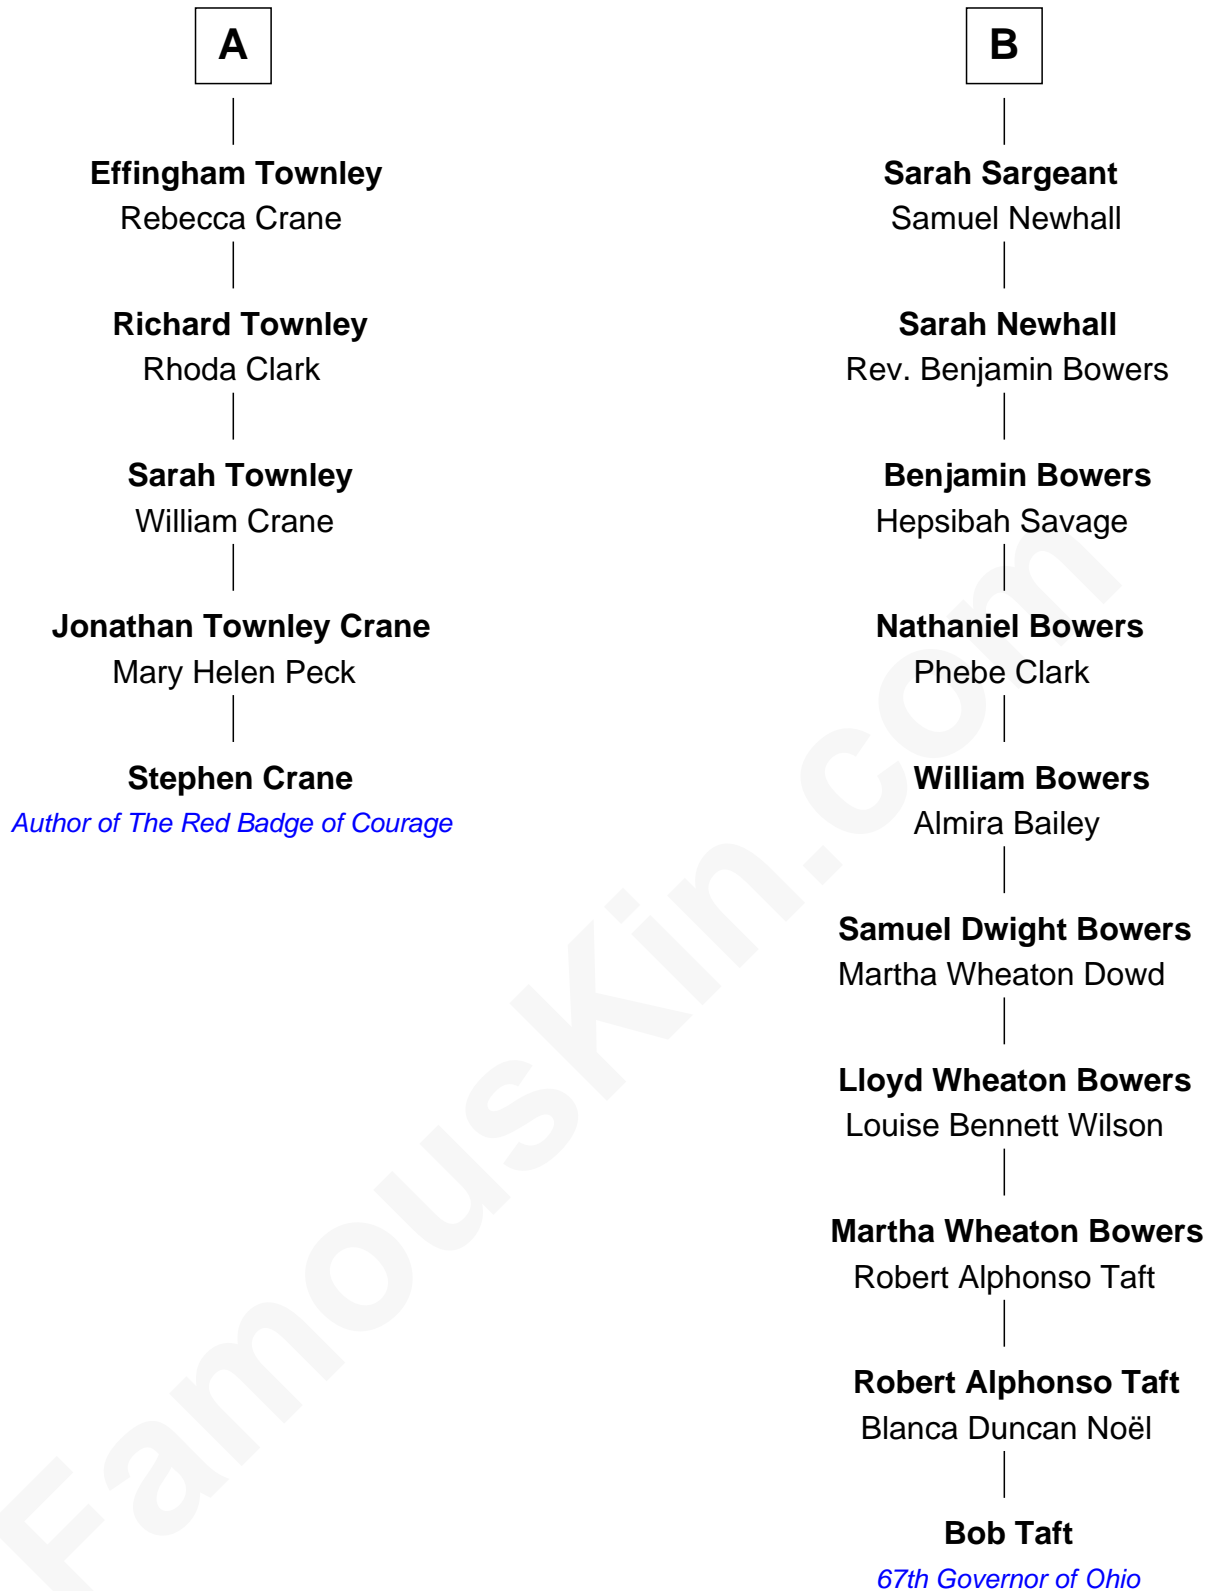 A
Effingham Townley
Rebecca Crane
Richard Townley
Rhoda Clark
Sarah Townley
William Crane
Jonathan Townley Crane
Mary Helen Peck
Stephen Crane
Author of The Red Badge of Courage
B
Sarah Sargeant
Samuel Newhall
Sarah Newhall
Rev. Benjamin Bowers
Benjamin Bowers
Hepsibah Savage
Nathaniel Bowers
Phebe Clark
William Bowers
Almira Bailey
Samuel Dwight Bowers
Martha Wheaton Dowd
Lloyd Wheaton Bowers
Louise Bennett Wilson
Martha Wheaton Bowers
Robert Alphonso Taft
Robert Alphonso Taft
Blanca Duncan Noël
Bob Taft
67th Governor of Ohio
FamousKin.com